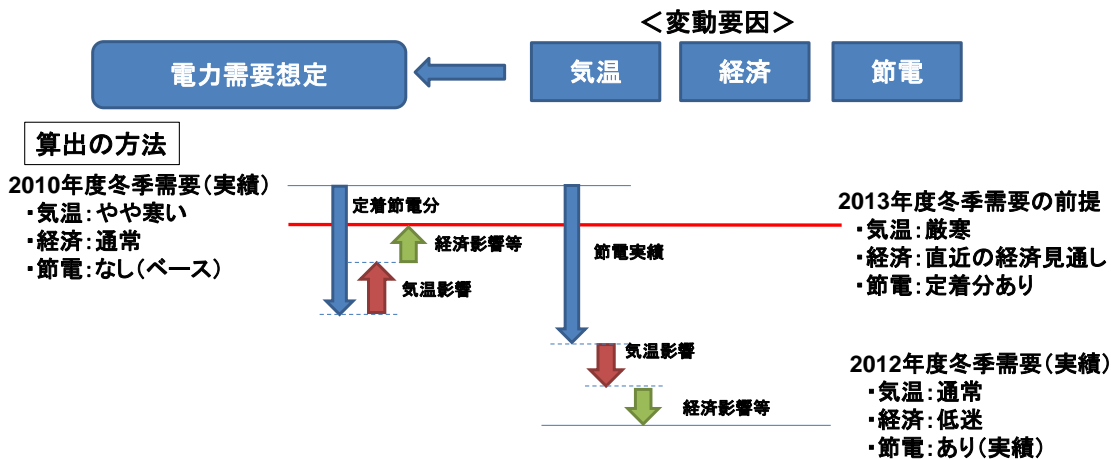 ＜変動要因＞
電力需要想定
気温
経済
節電
算出の方法
2010年度冬季需要（実績）
・気温：やや寒い
・経済：通常
・節電：なし（ベース）
定着節電分
経済影響等
気温影響
節電実績
気温影響
経済影響等
2013年度冬季需要の前提
・気温：厳寒
・経済：直近の経済見通し
・節電：定着分あり
2012年度冬季需要（実績）
・気温：通常
・経済：低迷
・節電：あり（実績）